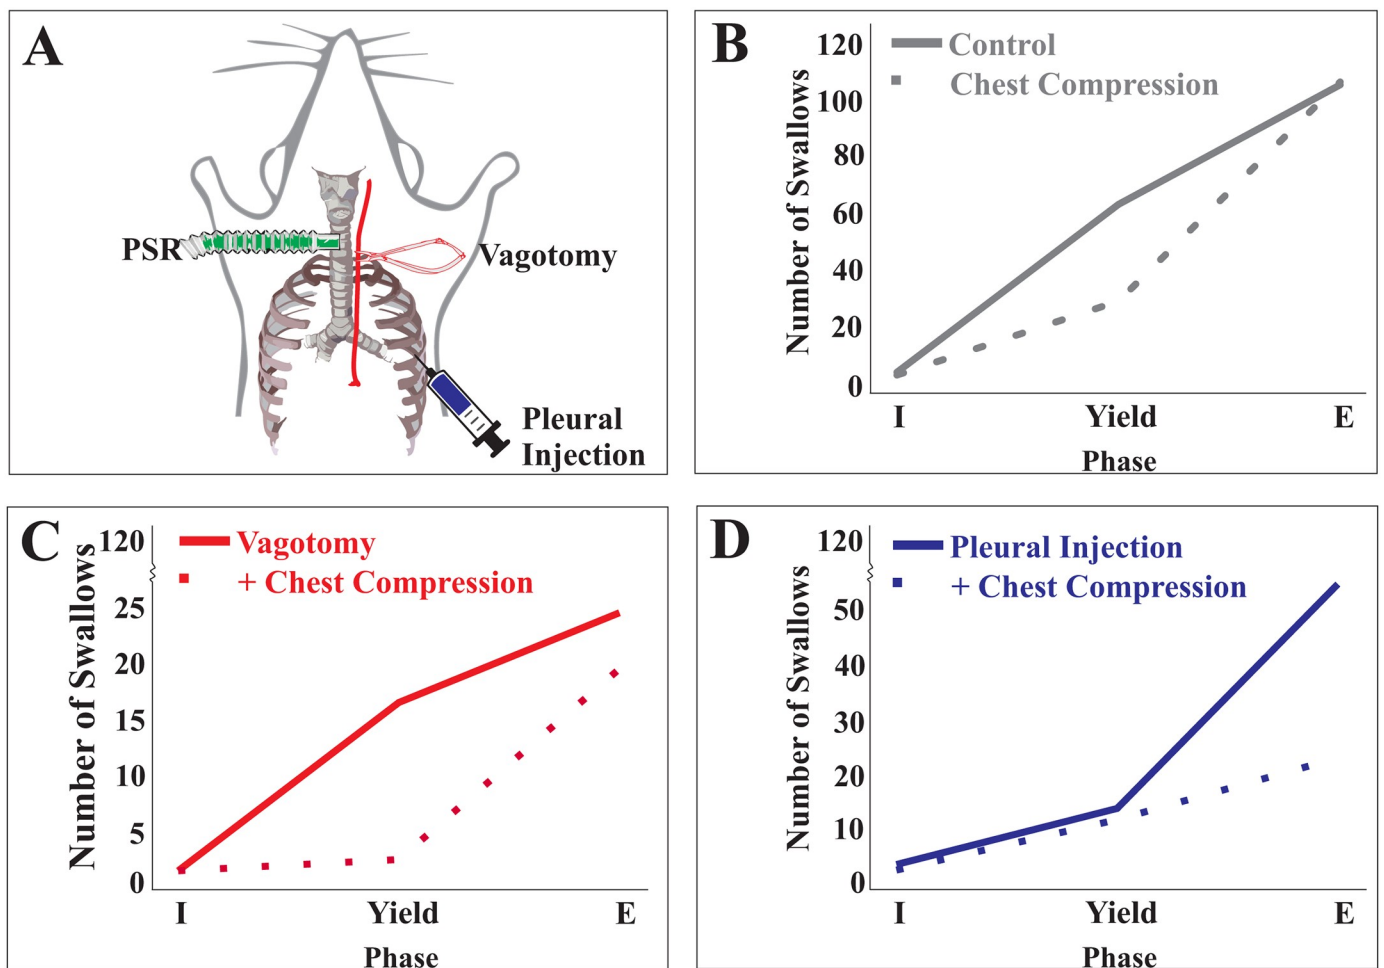 A
PSR
Vagotomy
Pleural
Injection
B
Control
Chest Compression
Number of Swallows
120
100
80
60
40
20
0
I Yield E
Phase
C
Vagotomy
+ Chest Compression
Number of Swallows
120
25
20
15
10
5
0
I Yield E
Phase
D
Pleural Injection
+ Chest Compression
Number of Swallows
120
50
40
30
20
10
0
I Yield E
Phase